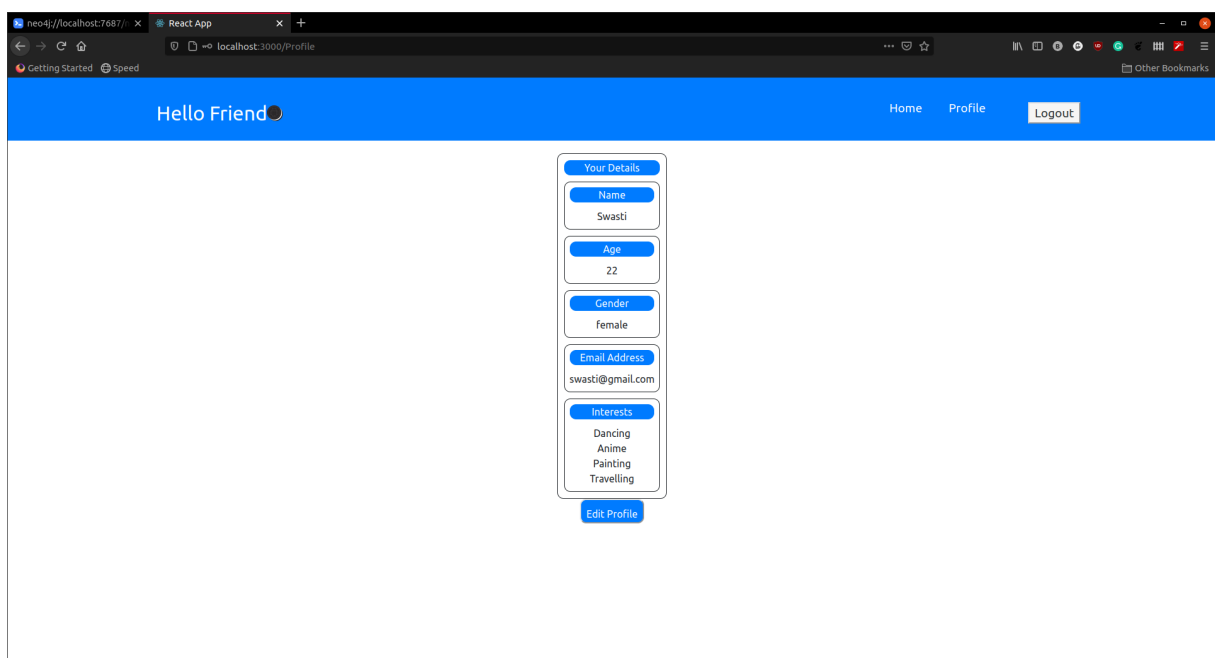 neo4j://localhost:7687/n
React App
localhost:3000/Profile
Getting Started Speed
Other Bookmarks
Hello Friend
Home Profile Logout
Your Details
Name
Swasti
Age
22
Gender
female
Email Address
swasti@gmail.com
Interests
Dancing
Anime
Painting
Travelling
Edit Profile